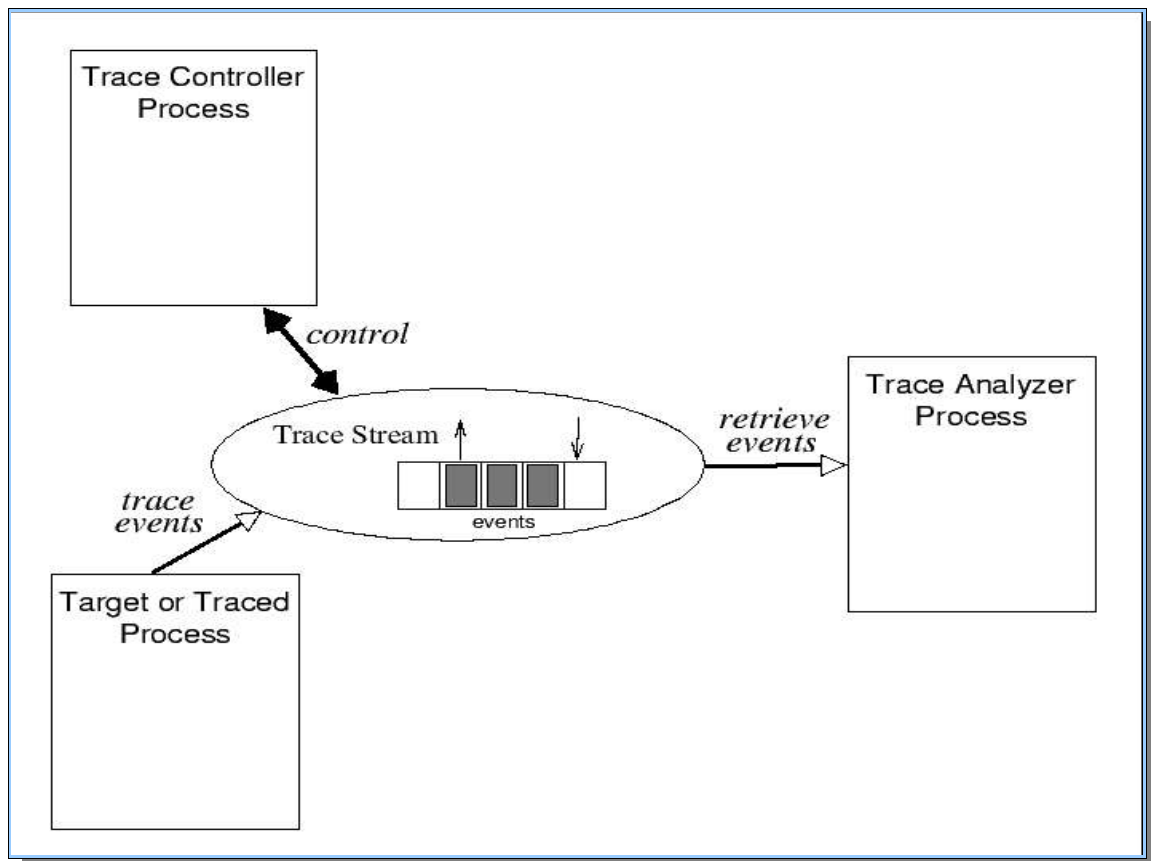 Trace Controller
Process
control
Trace Analyzer
Process
retrieve
events
Trace Stream
events
trace
events
Target or Traced
Process